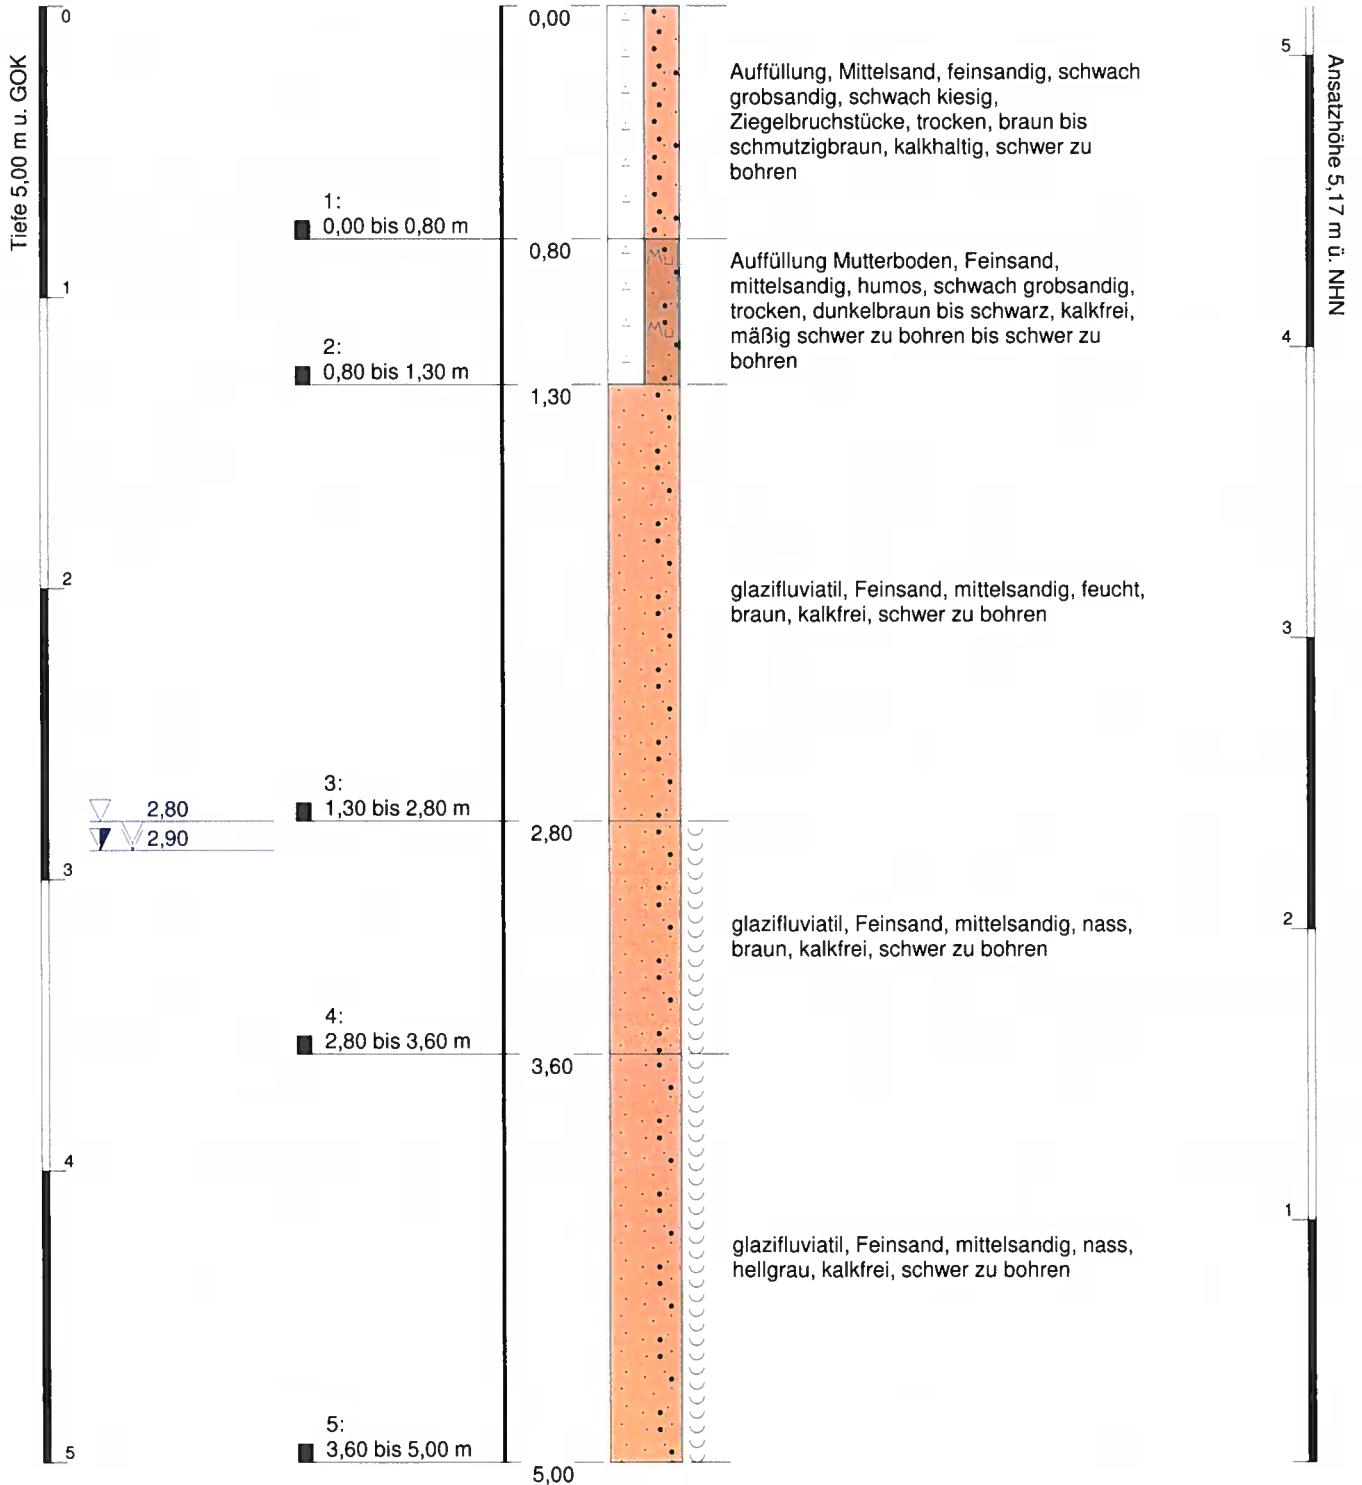 Tiefe 5,00 m u. GOK
0
1
2
3
4
5
2,80
2,90
1:
0,00 bis 0,80 m
2:
0,80 bis 1,30 m
3:
1,30 bis 2,80 m
4:
2,80 bis 3,60 m
5:
3,60 bis 5,00 m
0,00
0,80
1,30
2,80
3,60
5,00
Mu
Mu
Auffüllung, Mittelsand, feinsandig, schwach
grobsandig, schwach kiesig,
Ziegelbruchstücke, trocken, braun bis
schmutzigbraun, kalkhaltig, schwer zu
bohren
Auffüllung Mutterboden, Feinsand,
mittelsandig, humos, schwach grobsandig,
trocken, dunkelbraun bis schwarz, kalkfrei,
mäßig schwer zu bohren bis schwer zu
bohren
glazifluviatil, Feinsand, mittelsandig, feucht,
braun, kalkfrei, schwer zu bohren
glazifluviatil, Feinsand, mittelsandig, nass,
braun, kalkfrei, schwer zu bohren
glazifluviatil, Feinsand, mittelsandig, nass,
hellgrau, kalkfrei, schwer zu bohren
5
4
3
2
1
Ansatzhöhe 5,17 m ü. NHN